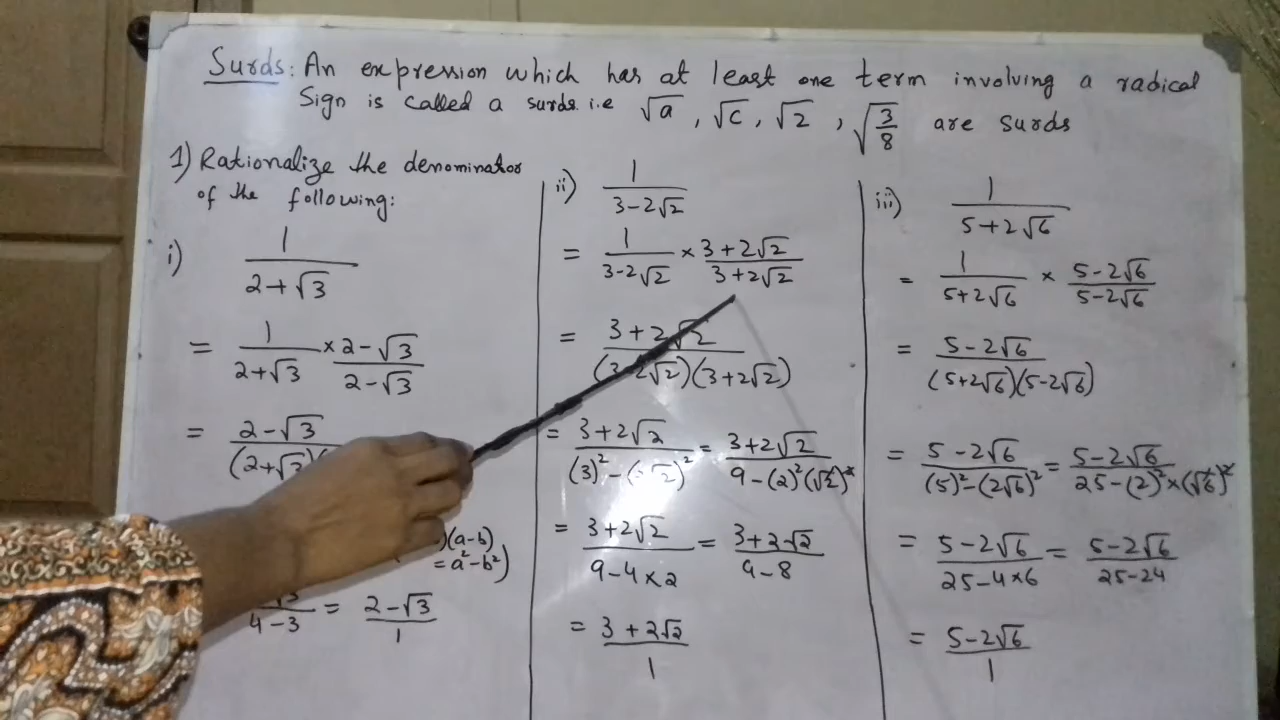 Surds: An expression which has at least one term involving a radical
Sign is called a surds. i.e √a, √c, √2, √(3/8) are surds
1) Rationalize the denominator
of the following:
i) 1/(2+√3)
= 1/(2+√3) × (2-√3)/(2-√3)
= (2-√3)/(2+√3)(
)(a-b)
= a²-b²)
√3/(4-3) = (2-√3)/1
ii) 1/(3-2√2)
= 1/(3-2√2) × (3+2√2)/(3+2√2)
= (3+2√2)/(3-2√2)(3+2√2)
= (3+2√2)/((3)²-(2√2)²) = (3+2√2)/(9-(2)²(√2)²)
= (3+2√2)/(9-4×2) = (3+2√2)/(9-8)
= (3+2√2)/1
iii) 1/(5+2√6)
= 1/(5+2√6) × (5-2√6)/(5-2√6)
= (5-2√6)/(5+2√6)(5-2√6)
= (5-2√6)/((5)²-(2√6)²) = (5-2√6)/(25-(2)²×(√6)²)
= (5-2√6)/(25-4×6) = (5-2√6)/(25-24)
= (5-2√6)/1